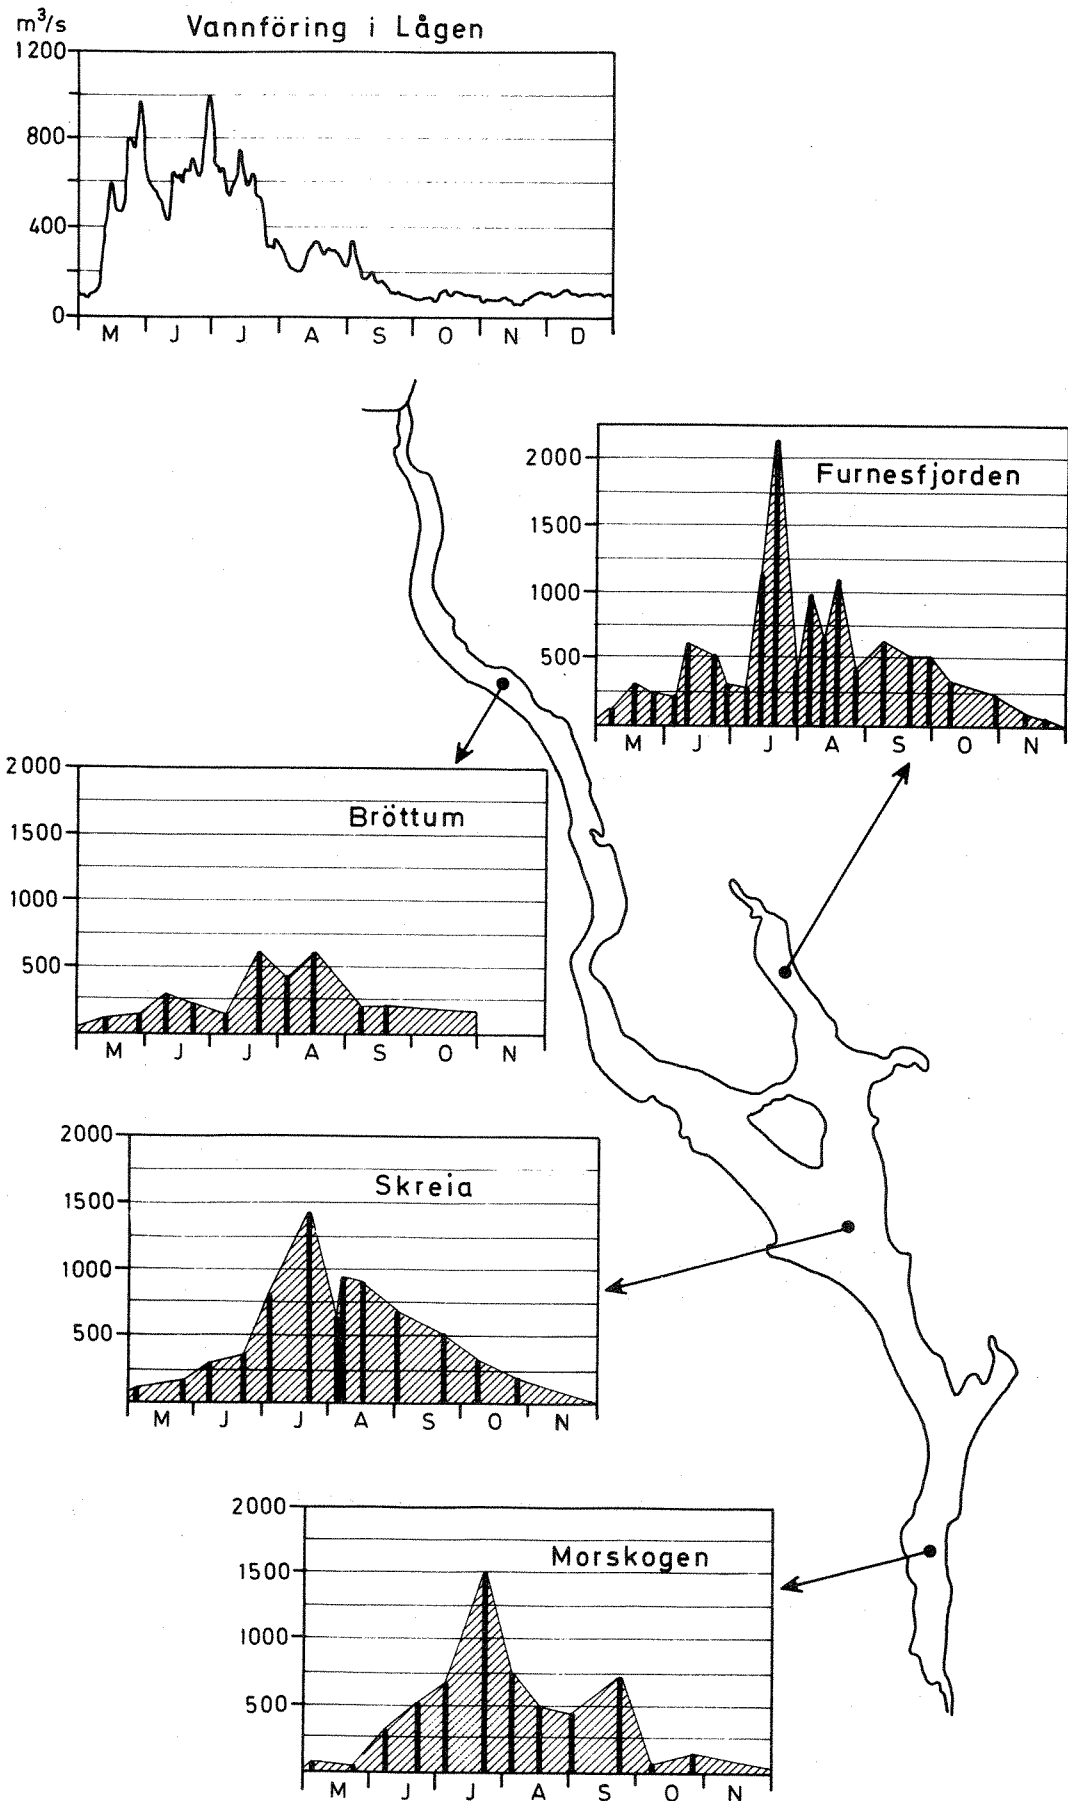 m³/s
Vannföring i Lågen
1200
800
400
0
M J J A S O N D
2000
1500
1000
500
Furnesfjorden
M J J A S O N
2000
1500
1000
500
Bröttum
M J J A S O N
2000
1500
1000
500
Skreia
M J J A S O N
2000
1500
1000
500
Morskogen
M J J A S O N